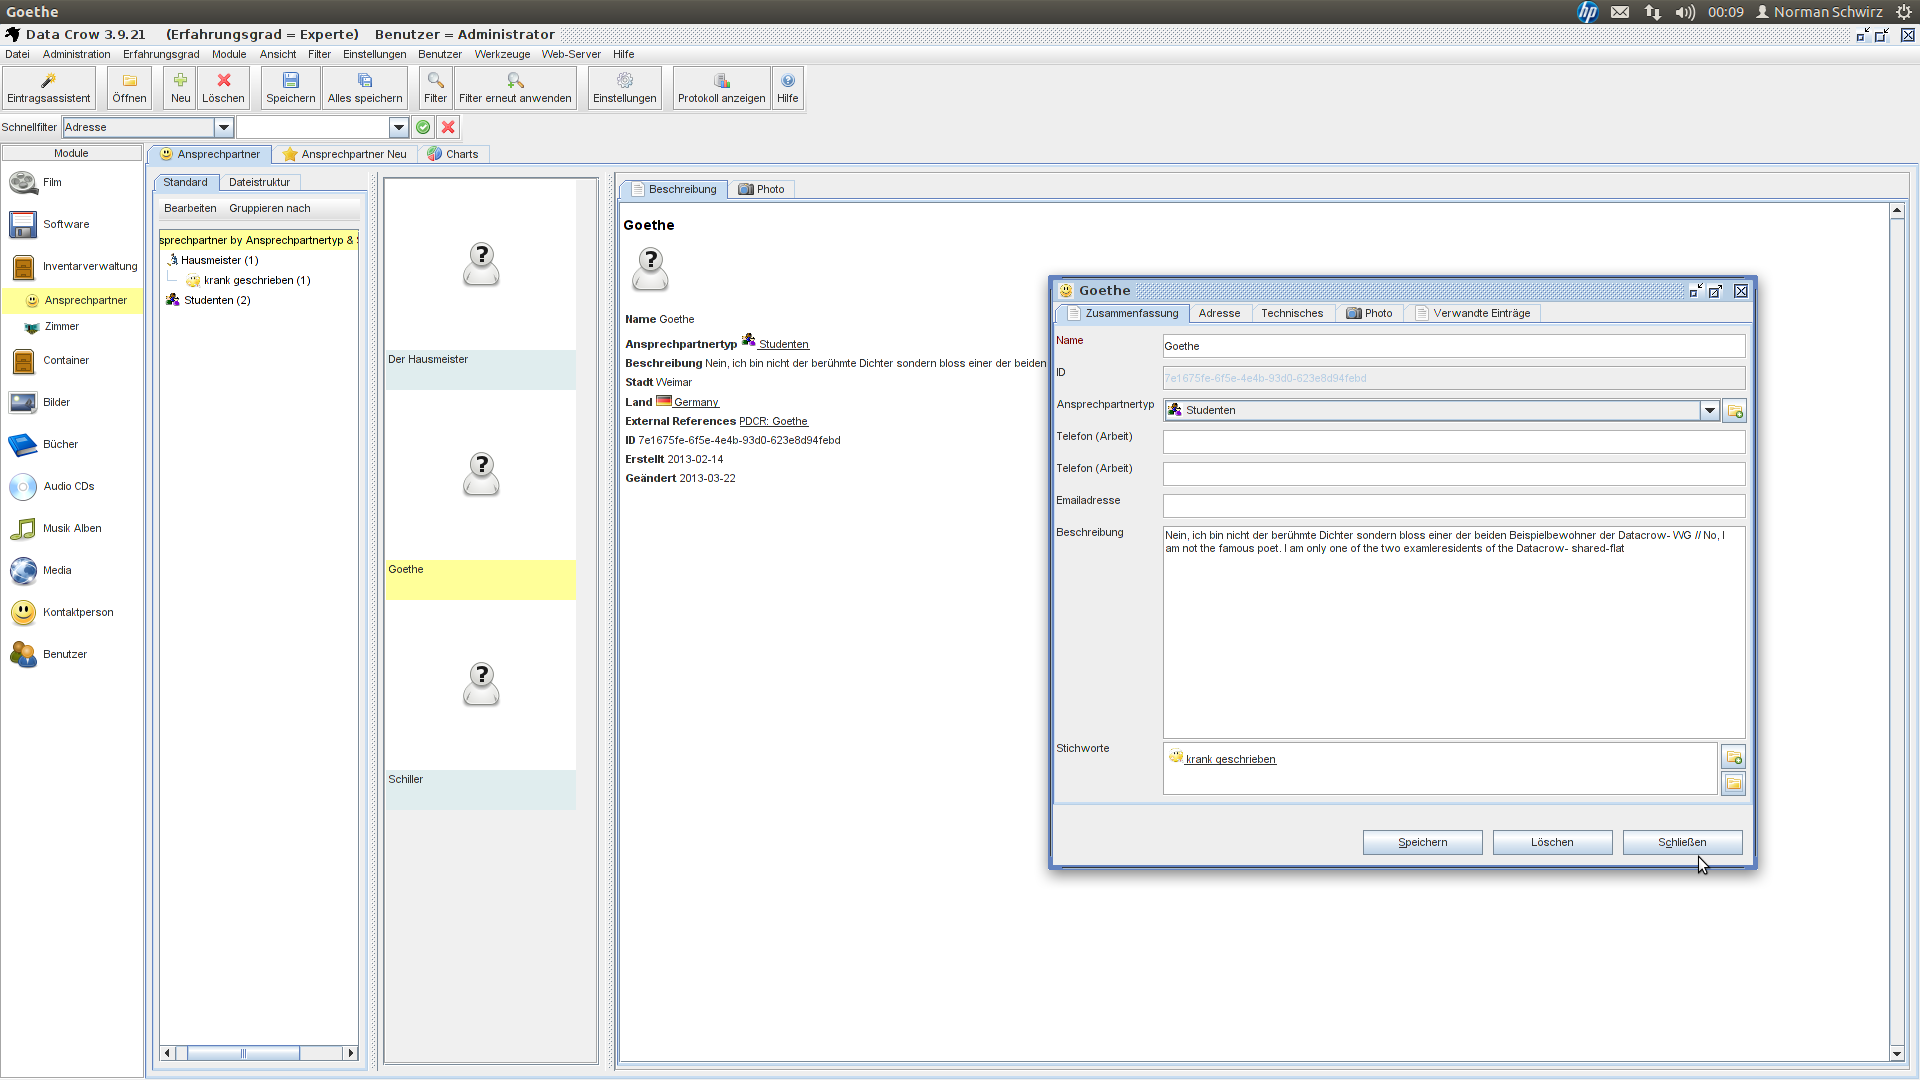 Goethe
hp 00:09 Norman Schwirz
Data Crow 3.9.21 (Erfahrungsgrad = Experte) Benutzer = Administrator
Datei Administration Erfahrungsgrad Module Ansicht Filter Einstellungen Benutzer Werkzeuge Web-Server Hilfe
Eintragsassistent Öffnen Neu Löschen Speichern Alles speichern Filter Filter erneut anwenden Einstellungen Protokoll anzeigen Hilfe
Schnellfilter Adresse
Module
Film
Software
Inventarverwaltung
Ansprechpartner
Zimmer
Container
Bilder
Bücher
Audio CDs
Musik Alben
Media
Kontaktperson
Benutzer
Ansprechpartner Ansprechpartner Neu Charts
Standard Dateistruktur
Bearbeiten Gruppieren nach
sprechpartner by Ansprechpartnertyp &
Hausmeister (1)
krank geschrieben (1)
Studenten (2)
?
Der Hausmeister
?
Goethe
?
Schiller
Beschreibung Photo
Goethe
?
Name Goethe
Ansprechpartnertyp Studenten
Beschreibung Nein, ich bin nicht der berühmte Dichter sondern bloss einer der beiden
Stadt Weimar
Land Germany
External References PDCR: Goethe
ID 7e1675fe-6f5e-4e4b-93d0-623e8d94febd
Erstellt 2013-02-14
Geändert 2013-03-22
Goethe
Zusammenfassung Adresse Technisches Photo Verwandte Einträge
Name Goethe
ID 7e1675fe-6f5e-4e4b-93d0-623e8d94febd
Ansprechpartnertyp Studenten
Telefon (Arbeit)
Telefon (Arbeit)
Emailadresse
Beschreibung Nein, ich bin nicht der berühmte Dichter sondern bloss einer der beiden Beispielbewohner der Datacrow- WG // No, I
am not the famous poet. I am only one of the two examleresidents of the Datacrow- shared-flat
Stichworte krank geschrieben
Speichern Löschen Schließen